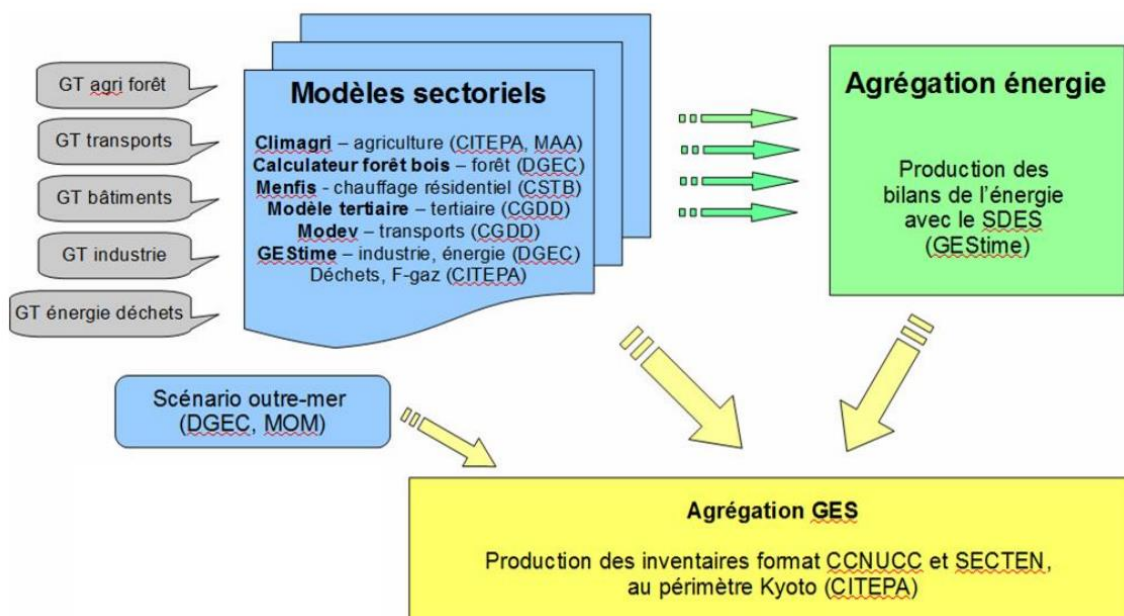 GT agri forêt
GT transports
GT bâtiments
GT industrie
GT énergie déchets
Modèles sectoriels
Climagri – agriculture (CITEPA, MAA)
Calculateur forêt bois – forêt (DGEC)
Menfis - chauffage résidentiel (CSTB)
Modèle tertiaire – tertiaire (CGDD)
Modev – transports (CGDD)
GEStime – industrie, énergie (DGEC)
Déchets, F-gaz (CITEPA)
Agrégation énergie
Production des
bilans de l'énergie
avec le SDES
(GEStime)
Scénario outre-mer
(DGEC, MOM)
Agrégation GES
Production des inventaires format CCNUCC et SECTEN,
au périmètre Kyoto (CITEPA)